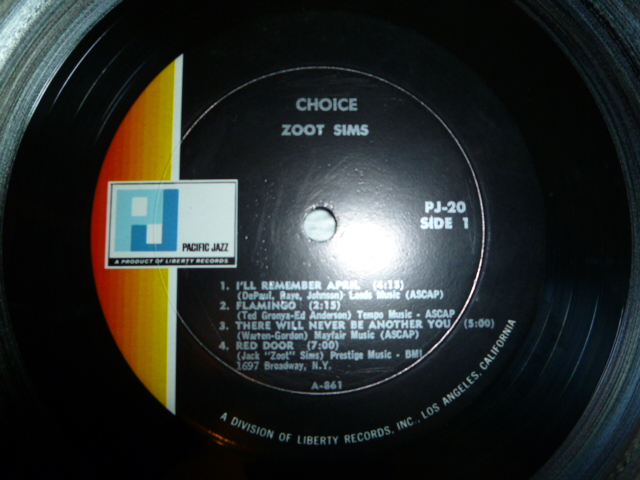 CHOICE
ZOOT SIMS
PJ
PACIFIC JAZZ
A PRODUCT OF LIBERTY RECORDS
PJ-20
SIDE 1
1. I'LL REMEMBER APRIL (4:15)
(DePaul, Raye, Johnson)- Leeds Music (ASCAP)
2. FLAMINGO (2:15)
(Ted Grouya-Ed Anderson) Tempo Music - ASCAP
3. THERE WILL NEVER BE ANOTHER YOU (5:00)
(Warren-Gordon) Mayfair Music (ASCAP)
4. RED DOOR (7:00)
(Jack "Zoot" Sims) Prestige Music - BMI
1697 Broadway, N.Y.
A-861
A DIVISION OF LIBERTY RECORDS, INC., LOS ANGELES, CALIFORNIA